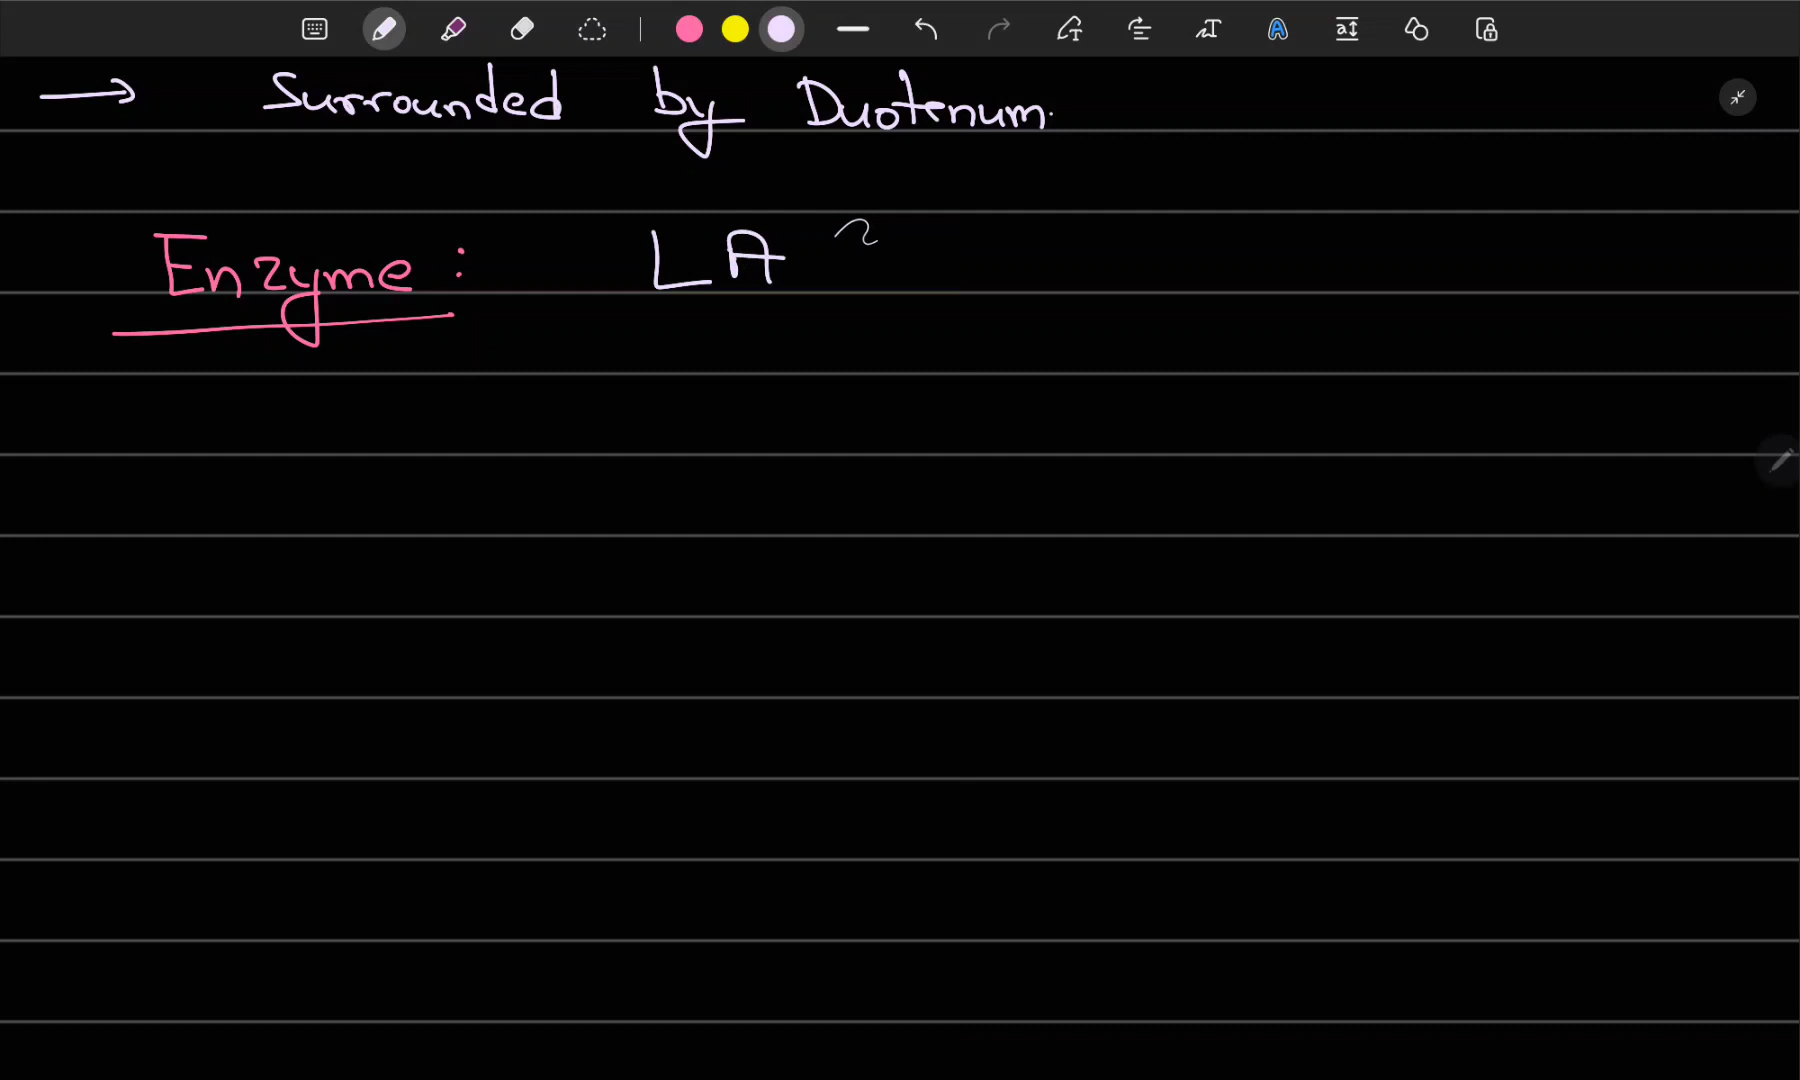 → Surrounded by Duotenum.
Enzyme : LA